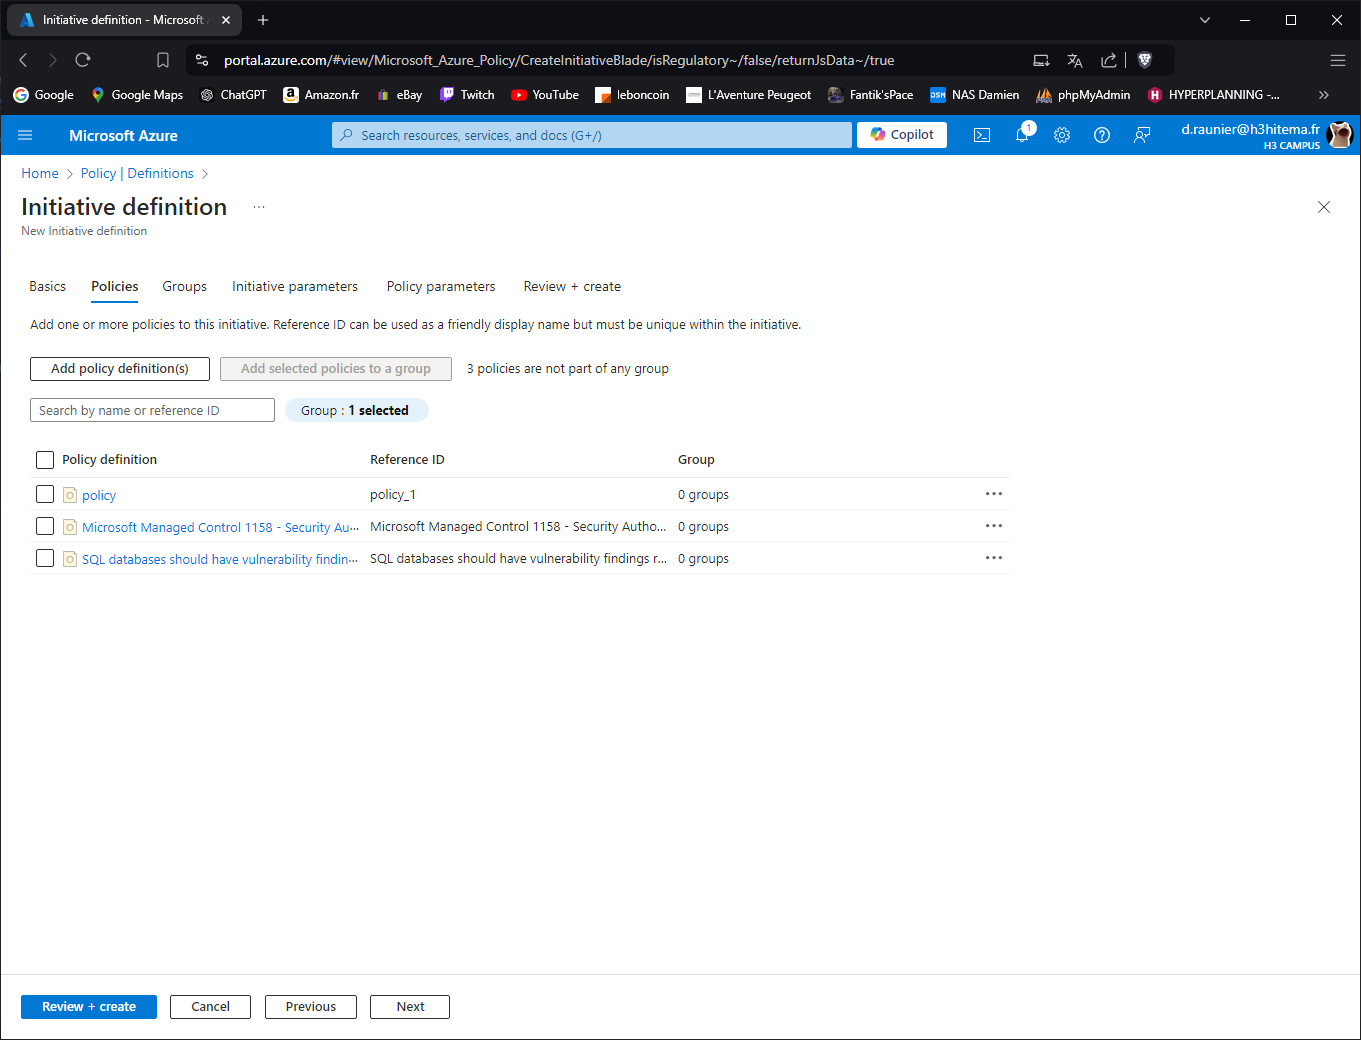 Initiative definition - Microsoft
portal.azure.com/#view/Microsoft_Azure_Policy/CreateInitiativeBlade/isRegulatory~/false/returnJsData~/true
Google Google Maps ChatGPT Amazon.fr eBay Twitch YouTube leboncoin L'Aventure Peugeot Fantik'sPace DSM NAS Damien phpMyAdmin H HYPERPLANNING -...
Microsoft Azure
Search resources, services, and docs (G+/)
Copilot
1
d.raunier@h3hitema.fr
H3 CAMPUS
Home > Policy | Definitions >
Initiative definition ...
New Initiative definition
Basics Policies Groups Initiative parameters Policy parameters Review + create
Add one or more policies to this initiative. Reference ID can be used as a friendly display name but must be unique within the initiative.
Add policy definition(s) Add selected policies to a group 3 policies are not part of any group
Search by name or reference ID Group : 1 selected
Policy definition Reference ID Group
policy policy_1 0 groups ...
Microsoft Managed Control 1158 - Security Au... Microsoft Managed Control 1158 - Security Autho... 0 groups ...
SQL databases should have vulnerability findin... SQL databases should have vulnerability findings r... 0 groups ...
Review + create Cancel Previous Next